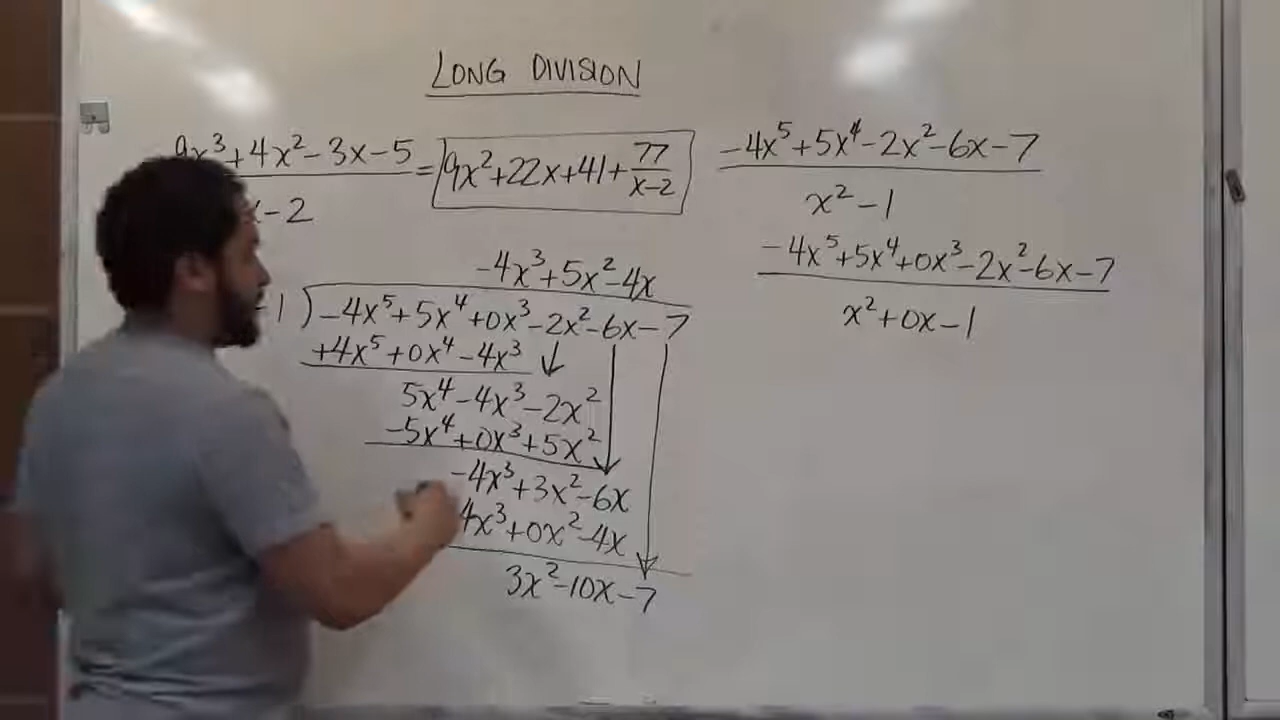 LONG DIVISION
9x³+4x²-3x-5 = 9x²+22x+41+ 77/x-2
x-2
-4x⁵+5x⁴-2x²-6x-7
x²-1
-4x⁵+5x⁴+0x³-2x²-6x-7
x²+0x-1
-4x³+5x²-4x
-1 ) -4x⁵+5x⁴+0x³-2x²-6x-7
+4x⁵+0x⁴-4x³
5x⁴-4x³-2x²
-5x⁴+0x³+5x²
-4x³+3x²-6x
4x³+0x²-4x
3x²-10x-7